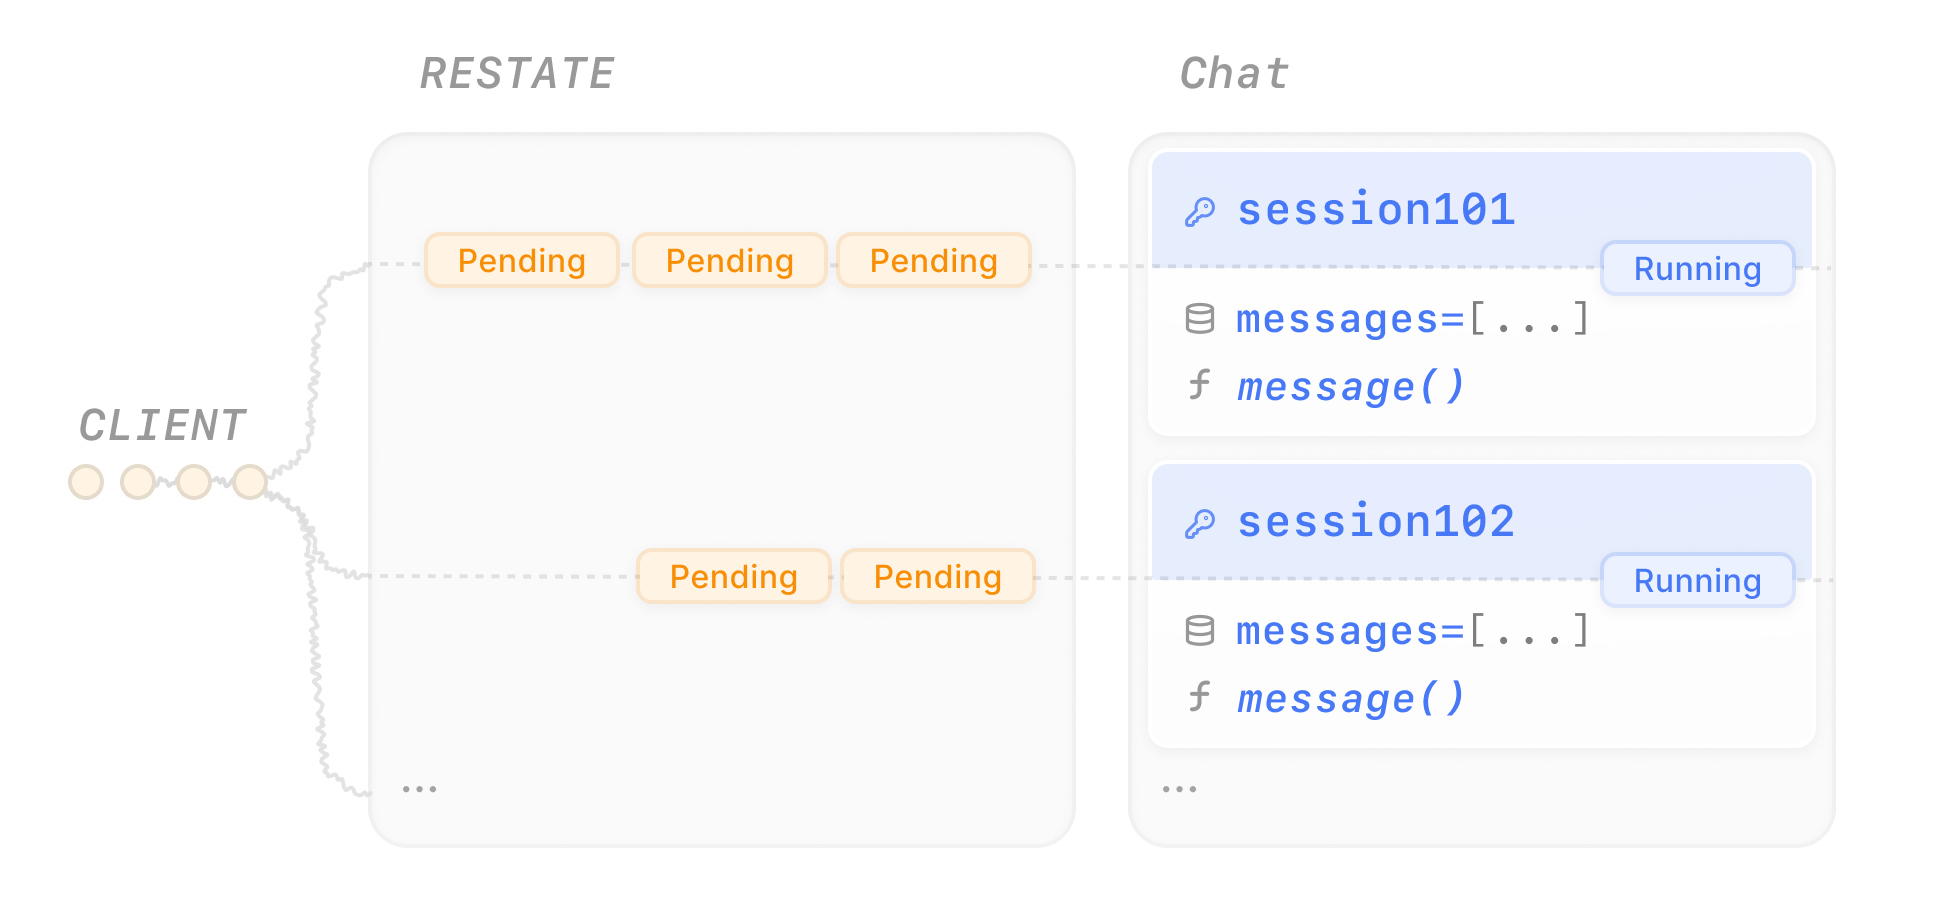 RESTATE
Chat
session101
Pending Pending Pending
Running
messages=[...]
message()
CLIENT
session102
Pending Pending
Running
messages=[...]
message()
...
...